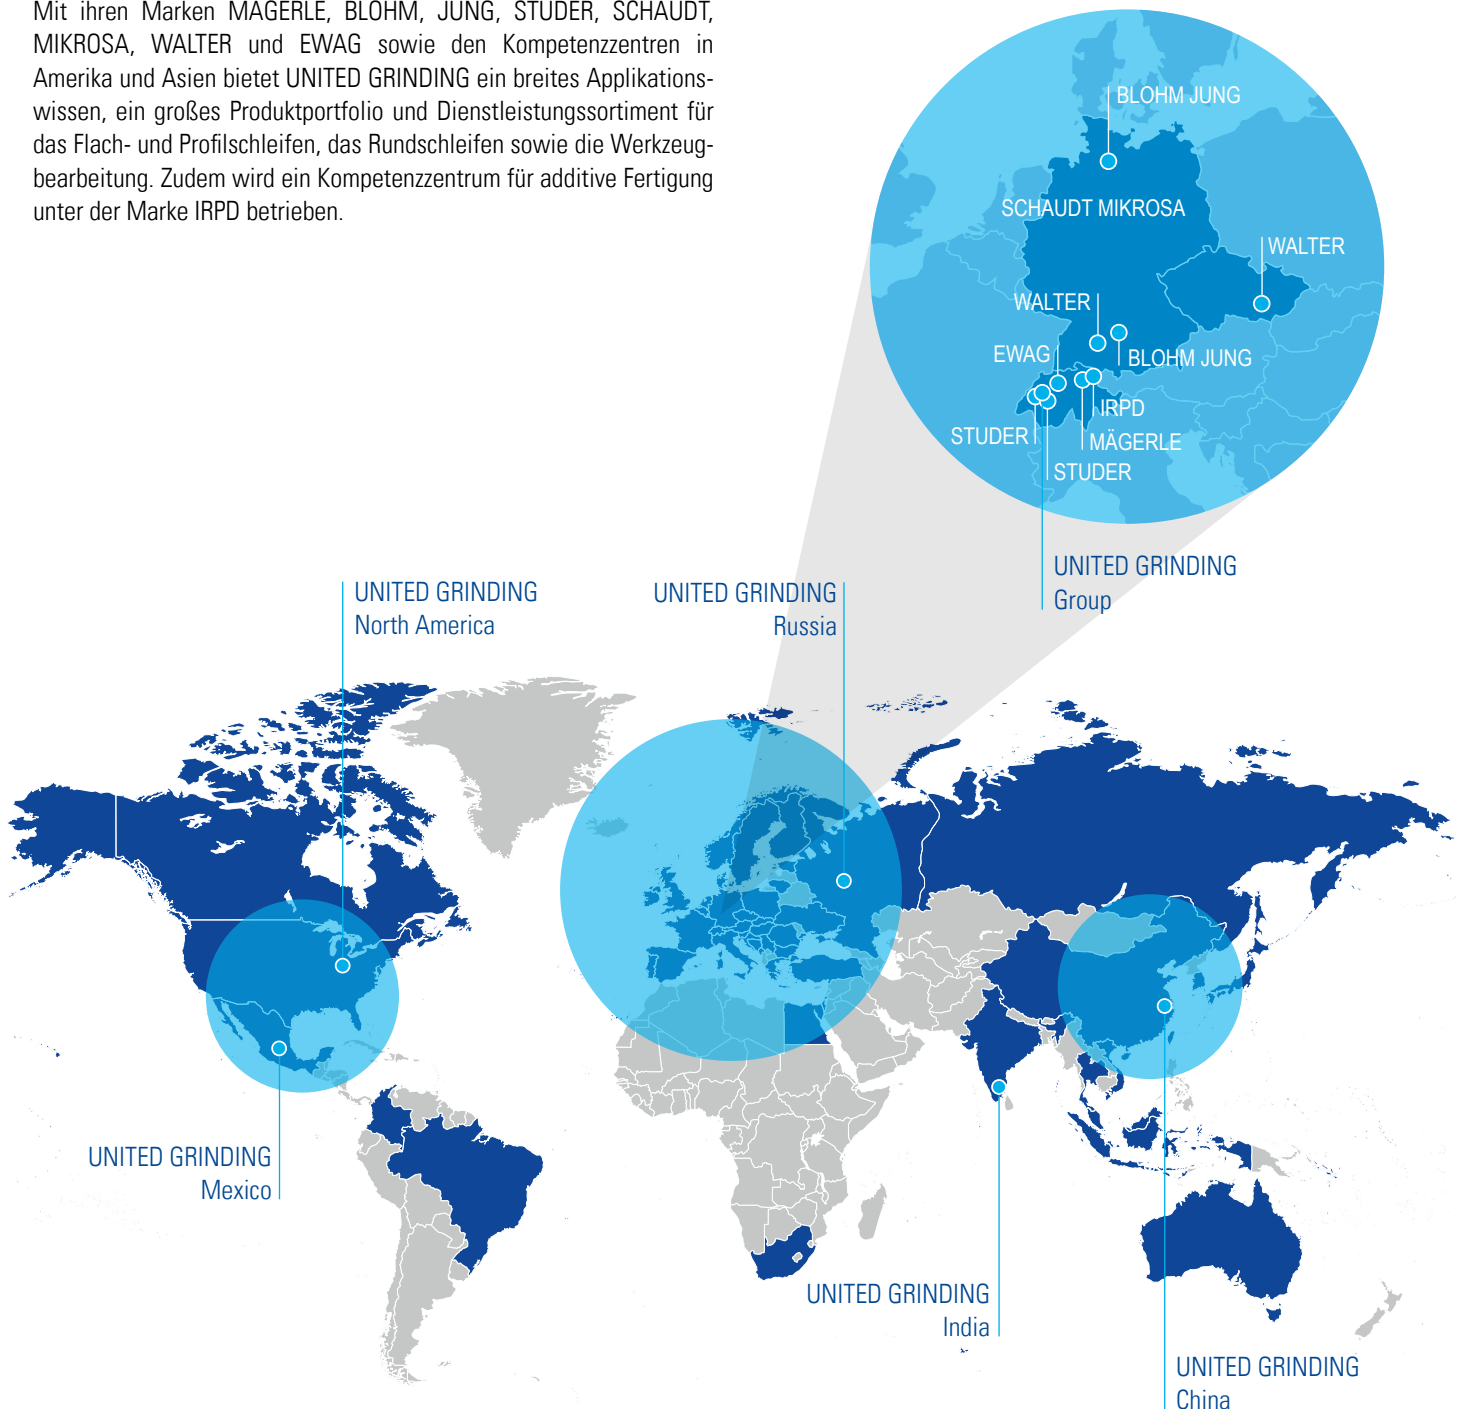 Mit ihren Marken MÄGERLE, BLOHM, JUNG, STUDER, SCHAUDT,
MIKROSA, WALTER und EWAG sowie den Kompetenzzentren in
Amerika und Asien bietet UNITED GRINDING ein breites Applikations-
wissen, ein großes Produktportfolio und Dienstleistungssortiment für
das Flach- und Profilschleifen, das Rundschleifen sowie die Werkzeug-
bearbeitung. Zudem wird ein Kompetenzzentrum für additive Fertigung
unter der Marke IRPD betrieben.
BLOHM JUNG
SCHAUDT MIKROSA
WALTER
WALTER
EWAG
BLOHM JUNG
IRPD
STUDER
MÄGERLE
STUDER
UNITED GRINDING
Group
UNITED GRINDING
North America
UNITED GRINDING
Russia
UNITED GRINDING
Mexico
UNITED GRINDING
India
UNITED GRINDING
China